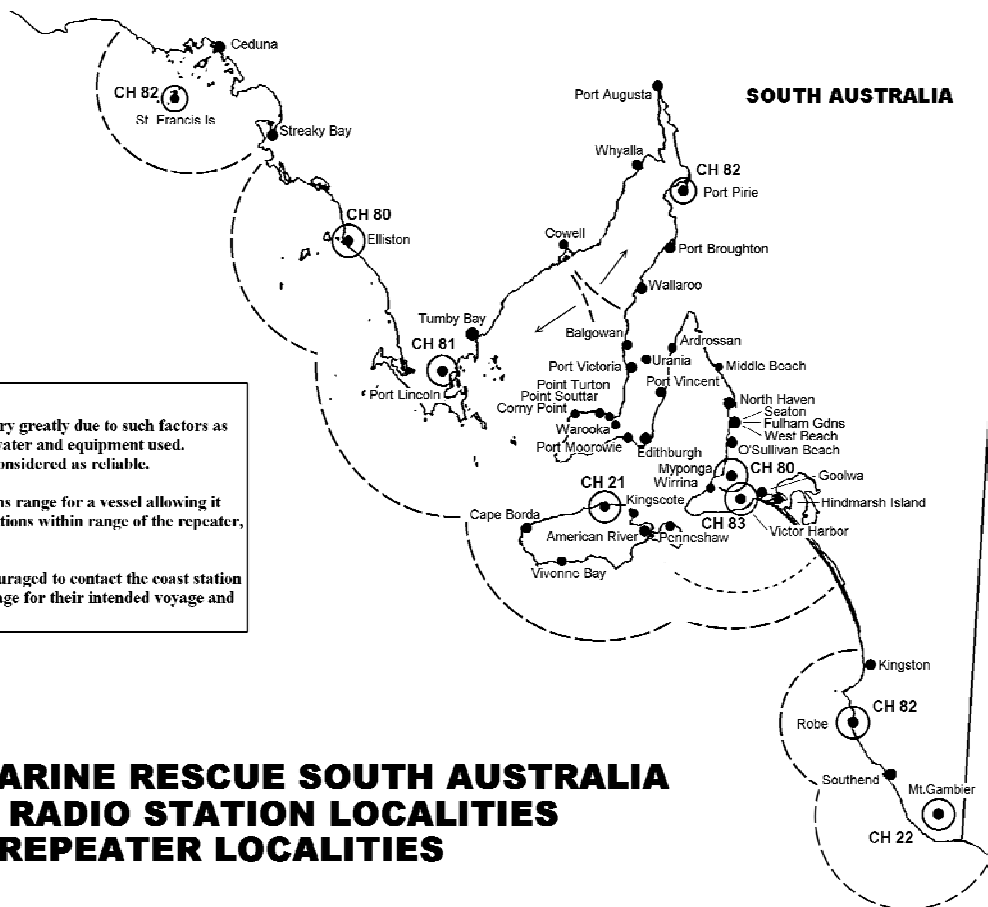 SOUTH AUSTRALIA
Ceduna
CH 82
St. Francis Is
Streaky Bay
CH 80
Elliston
Port Augusta
Whyalla
CH 82
Port Pirie
Cowell
Port Broughton
Wallaroo
Tumby Bay
CH 81
Port Lincoln
Balgowan
Ardrossan
Urania
Port Victoria
Middle Beach
Port Vincent
Point Turton
Point Souttar
Corny Point
North Haven
Seaton
Fulham Gdns
West Beach
Warooka
Port Moorowie
Edithburgh
O'Sullivan Beach
Myponga
CH 80
Wirrina
Goolwa
CH 21
Kingscote
Hindmarsh Island
Cape Borda
CH 83
Victor Harbor
American River
Penneshaw
Vivonne Bay
ry greatly due to such factors as
water and equipment used.
onsidered as reliable.
ns range for a vessel allowing it
tions within range of the repeater,
uraged to contact the coast station
age for their intended voyage and
Kingston
CH 82
Robe
Southend
Mt.Gambier
CH 22
ARINE RESCUE SOUTH AUSTRALIA
RADIO STATION LOCALITIES
REPEATER LOCALITIES